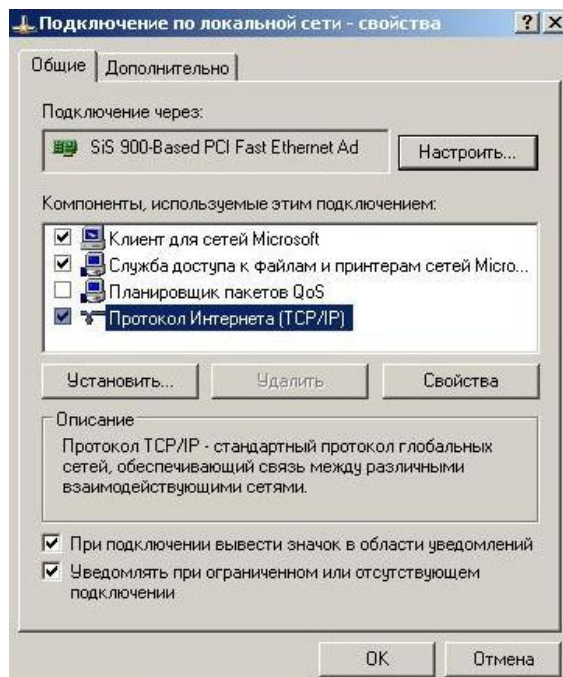 Подключение по локальной сети - свойства
Общие
Дополнительно
Подключение через:
SiS 900-Based PCI Fast Ethernet Ad
Настроить...
Компоненты, используемые этим подключением:
Клиент для сетей Microsoft
Служба доступа к файлам и принтерам сетей Micro...
Планировщик пакетов QoS
Протокол Интернета (TCP/IP)
Установить...
Удалить
Свойства
Описание
Протокол TCP/IP - стандартный протокол глобальных
сетей, обеспечивающий связь между различными
взаимодействующими сетями.
При подключении вывести значок в области уведомлений
Уведомлять при ограниченном или отсутствующем
подключении
OK
Отмена